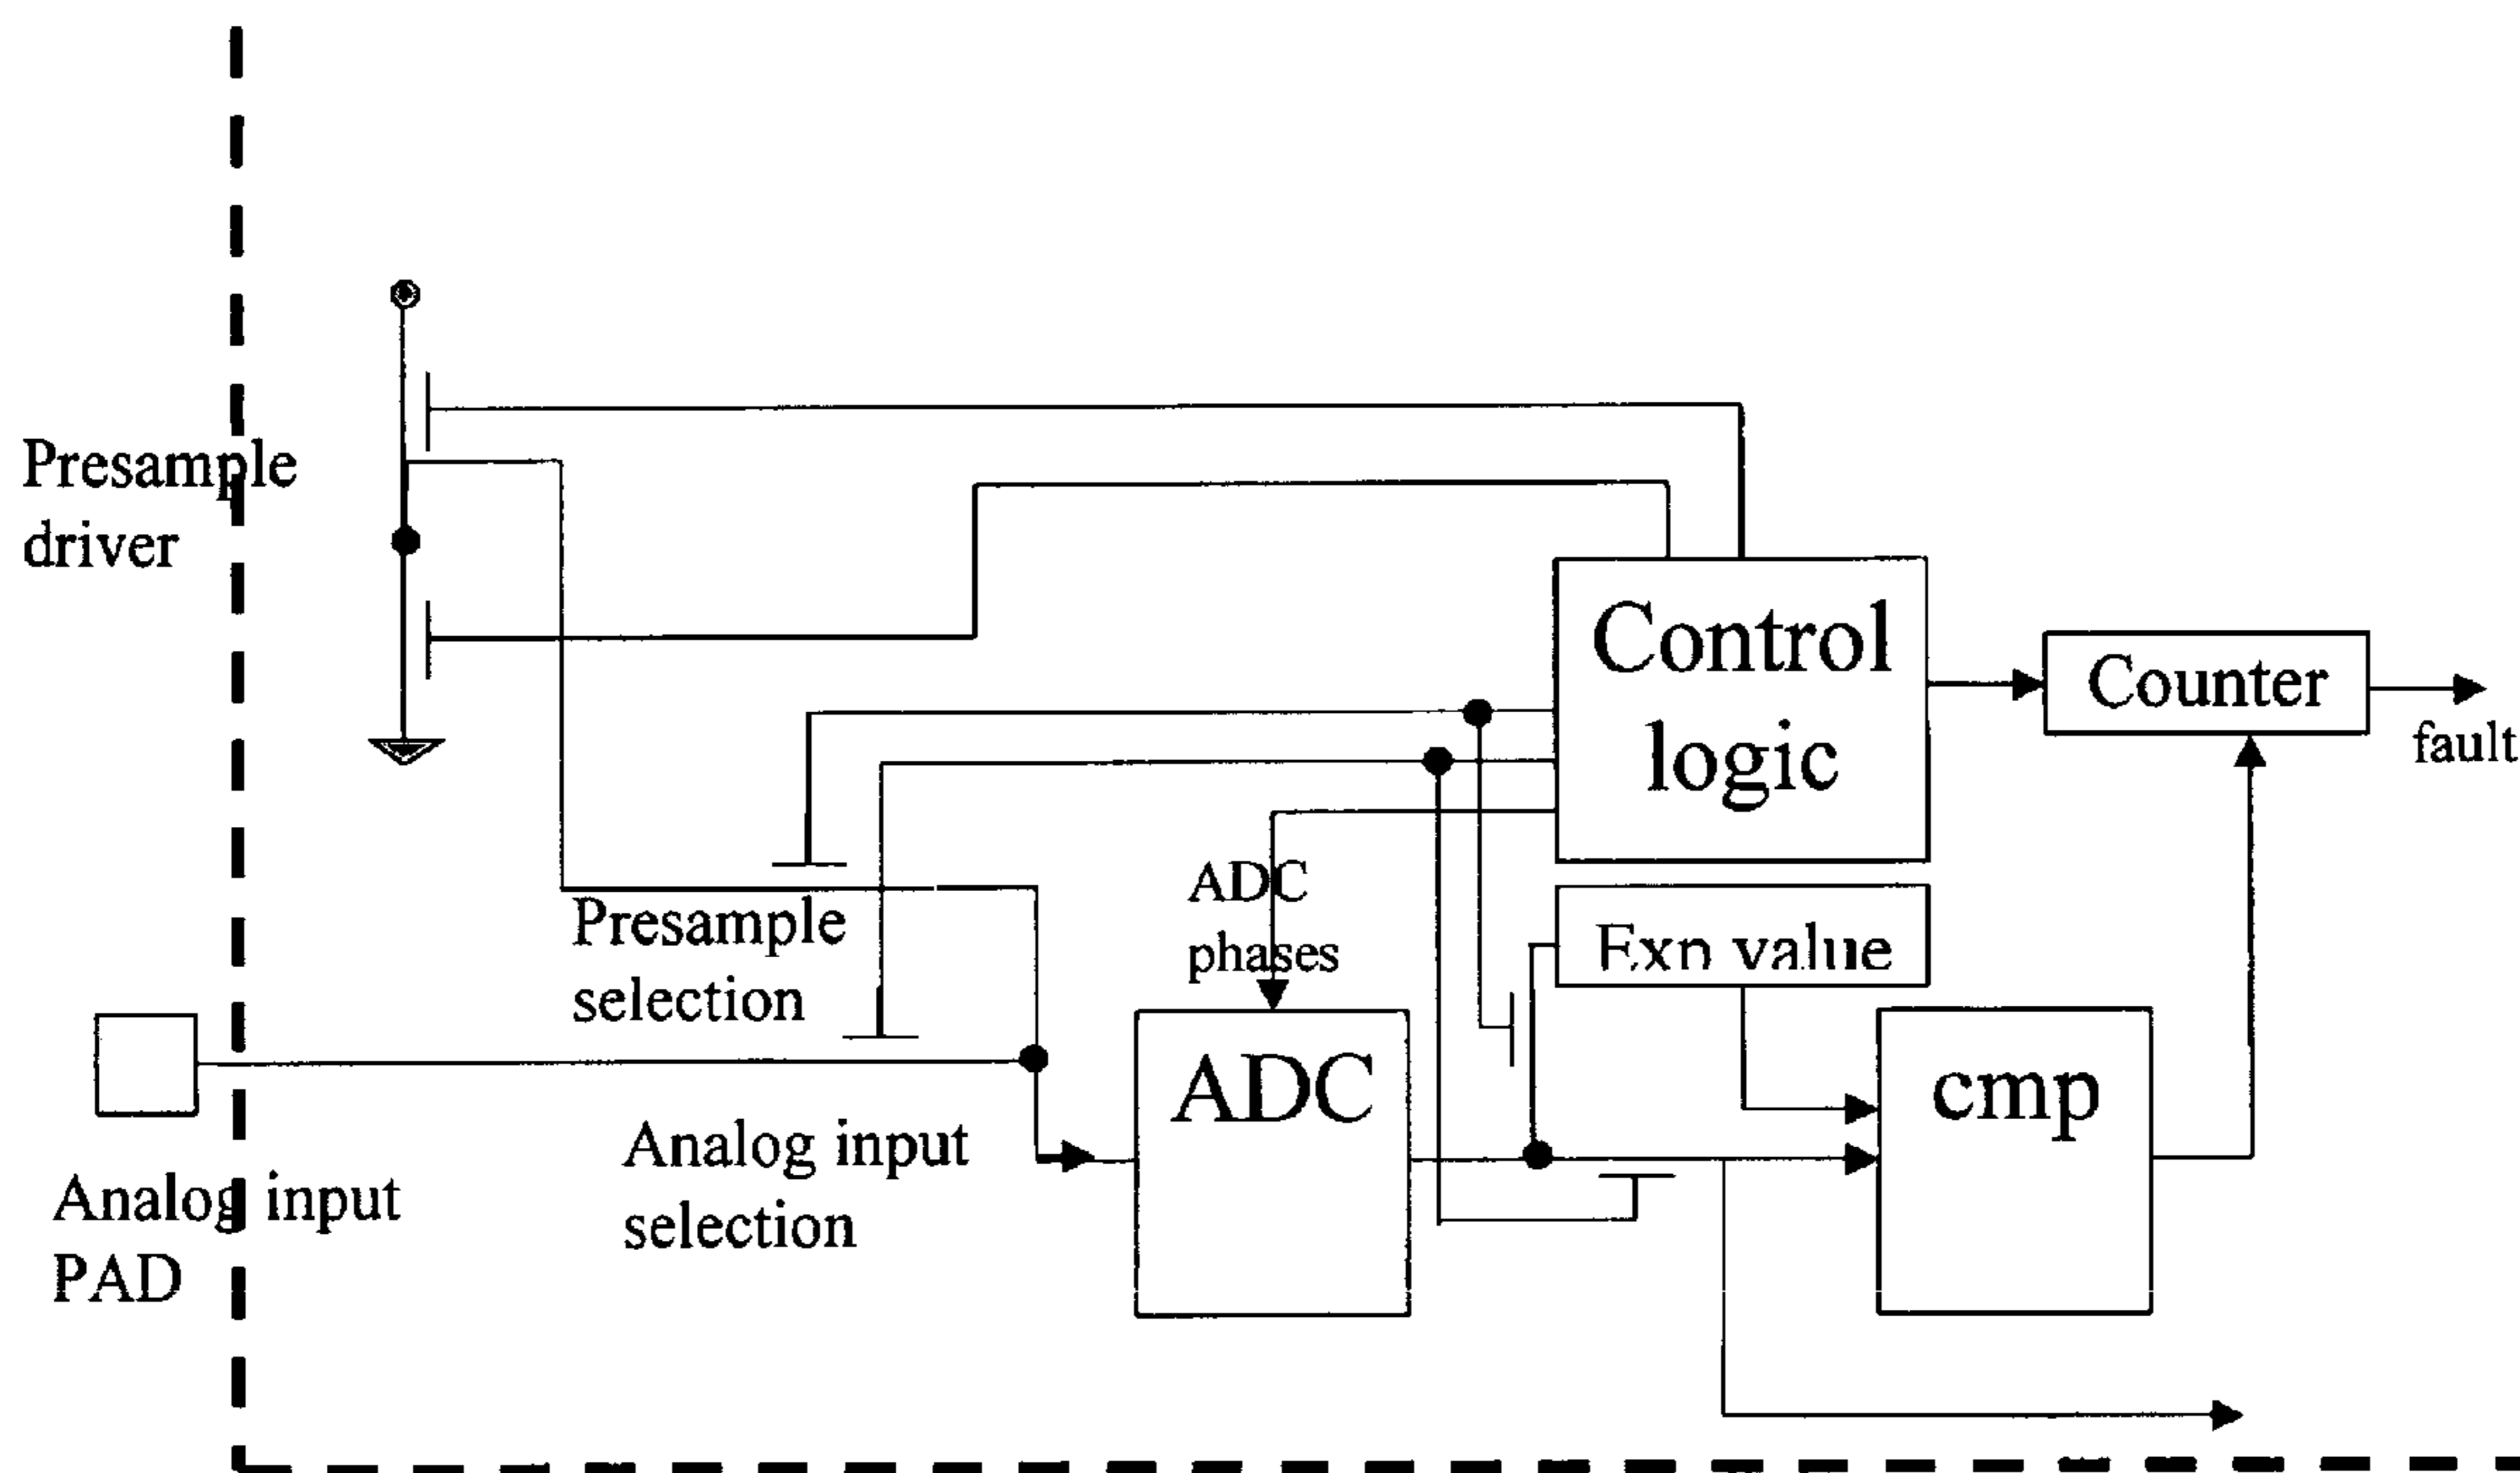 Presample
driver
Control
logic
Counter
fault
ADC
phases
Presample
selection
Exp value
ADC
cmp
Analog input
selection
Analog input
PAD